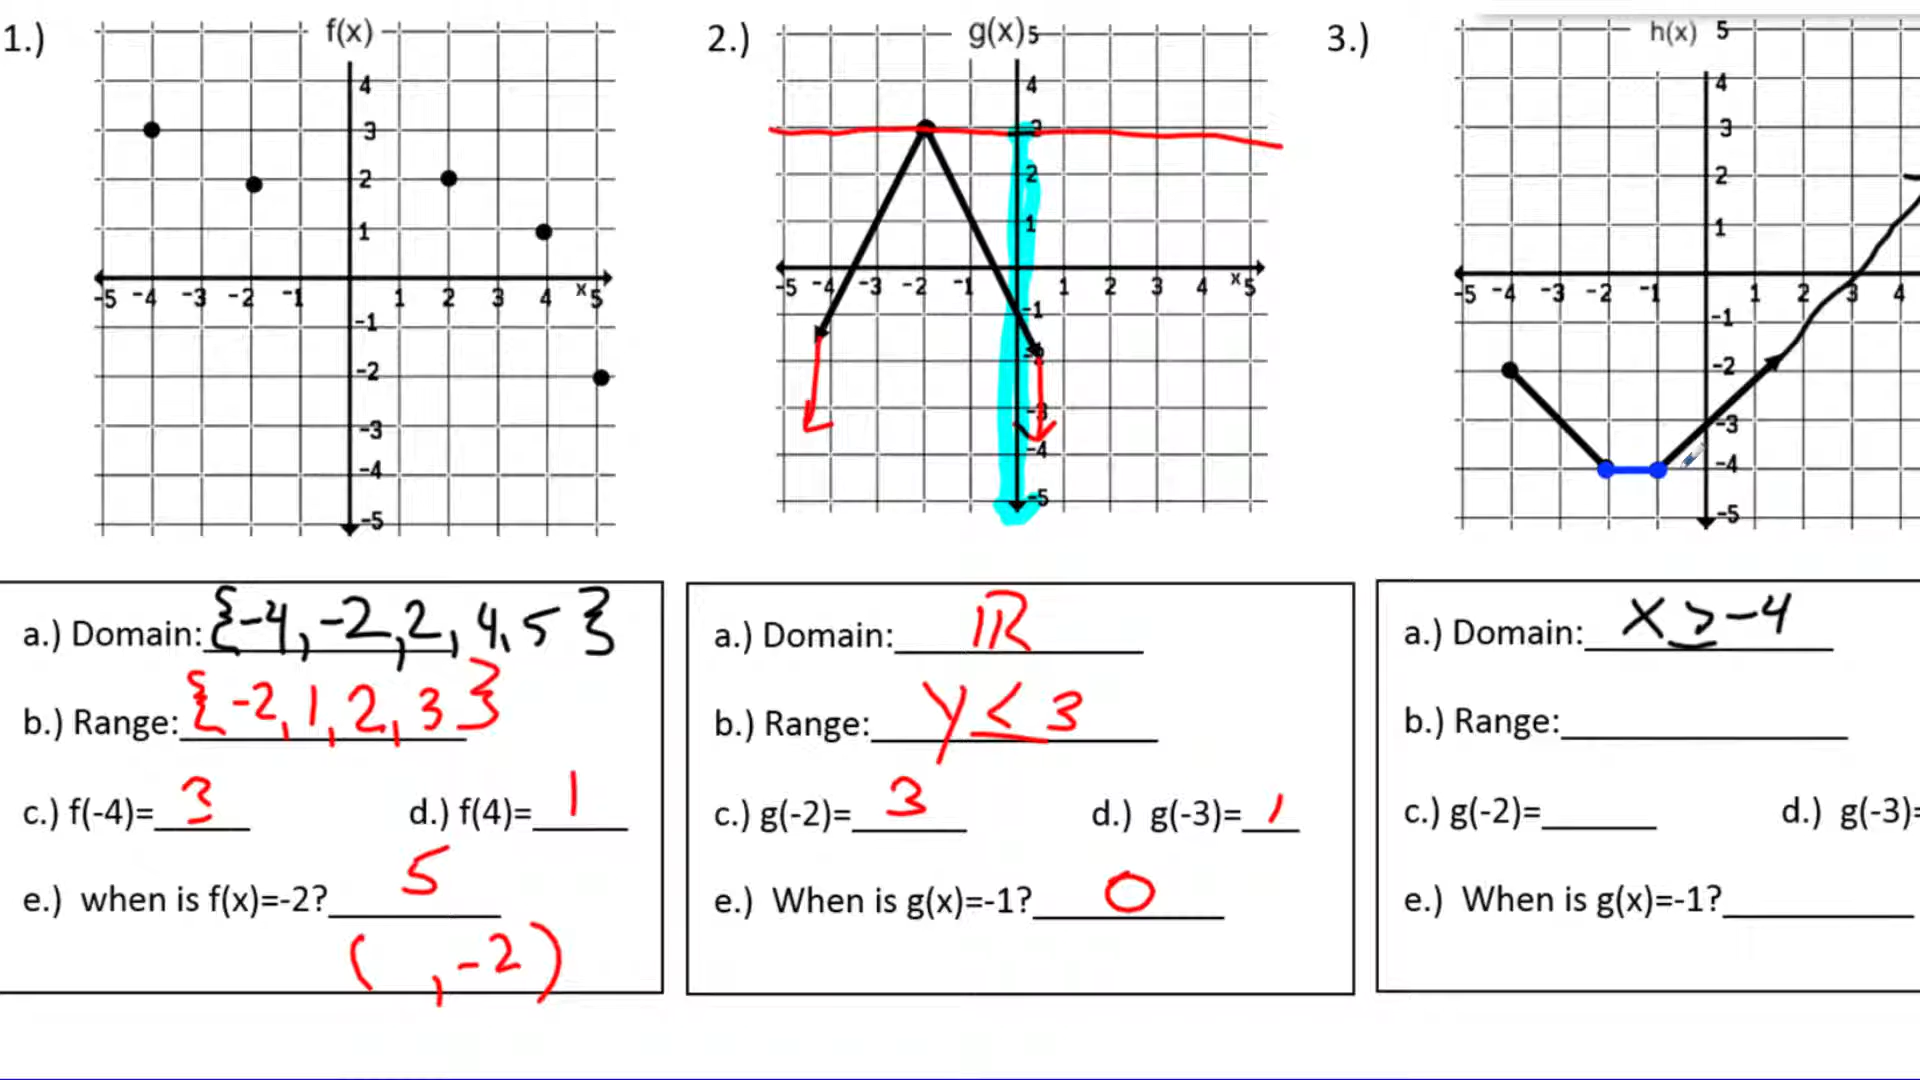 1.) f(x) 2.) g(x) 5 3.) h(x) 5
4 4 4
3 3 3
2 2 2
1 1 1
-5 -4 -3 -2 -1 1 2 3 4 x 5
-5 -4 -3 -2 -1 1 2 3 4 x 5
-5 -4 -3 -2 -1 1 2 3 4
-1 -1 -1
-2 -2
-3 -3 -3
-4 -4 -4
-5 -5 -5
a.) Domain: {-4, -2, 2, 4, 5}
b.) Range: {-2, 1, 2, 3}
c.) f(-4)= 3 d.) f(4)= 1
e.) when is f(x)=-2? 5
( , -2)
a.) Domain: ℝ
b.) Range: y ≤ 3
c.) g(-2)= 3 d.) g(-3)= 1
e.) When is g(x)=-1? 0
a.) Domain: x ≥ -4
b.) Range:
c.) g(-2)= d.) g(-3)=
e.) When is g(x)=-1?